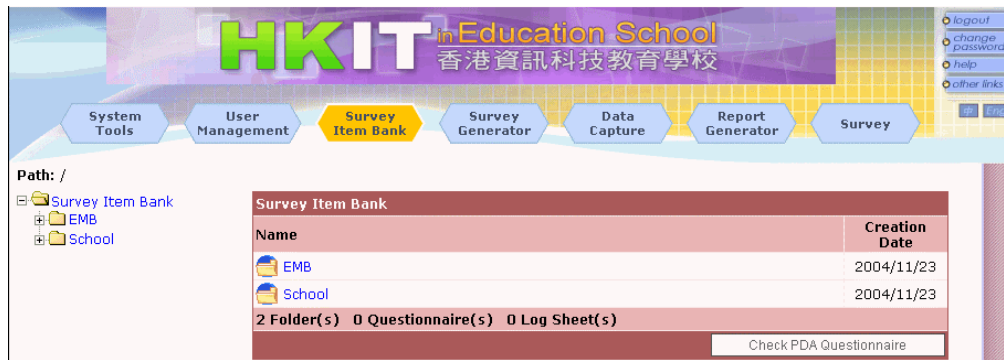 HKIT in Education School
香港資訊科技教育學校
logout
change
password
help
other links
中 Eng
System
Tools
User
Management
Survey
Item Bank
Survey
Generator
Data
Capture
Report
Generator
Survey
Path: /
Survey Item Bank
EMB
School
Survey Item Bank
Name
Creation
Date
EMB 2004/11/23
School 2004/11/23
2 Folder(s) 0 Questionnaire(s) 0 Log Sheet(s)
Check PDA Questionnaire